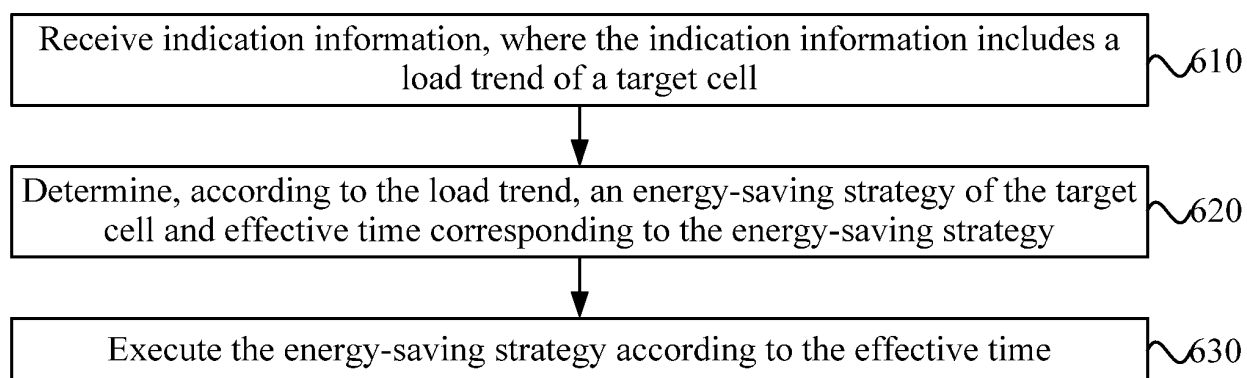 Receive indication information, where the indication information includes a
load trend of a target cell
610
Determine, according to the load trend, an energy-saving strategy of the target
cell and effective time corresponding to the energy-saving strategy
620
Execute the energy-saving strategy according to the effective time
630